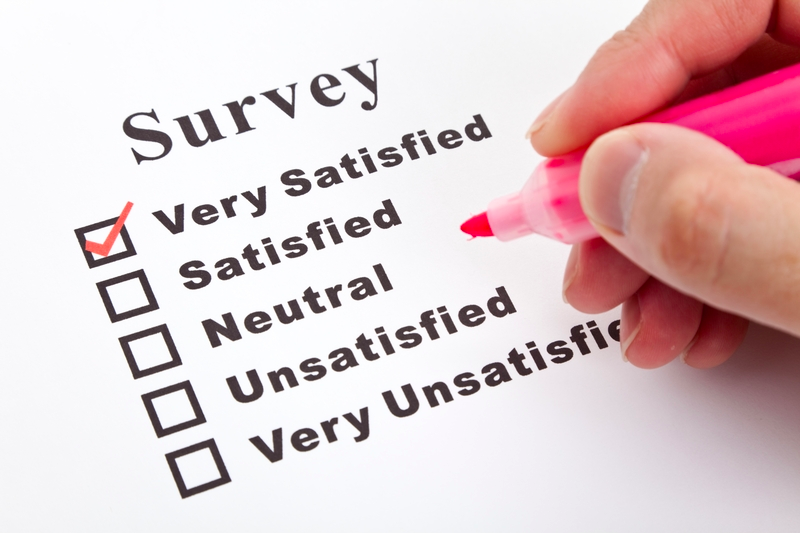 Survey
Very Satisfied
Satisfied
Neutral
Unsatisfied
Very Unsatisfie